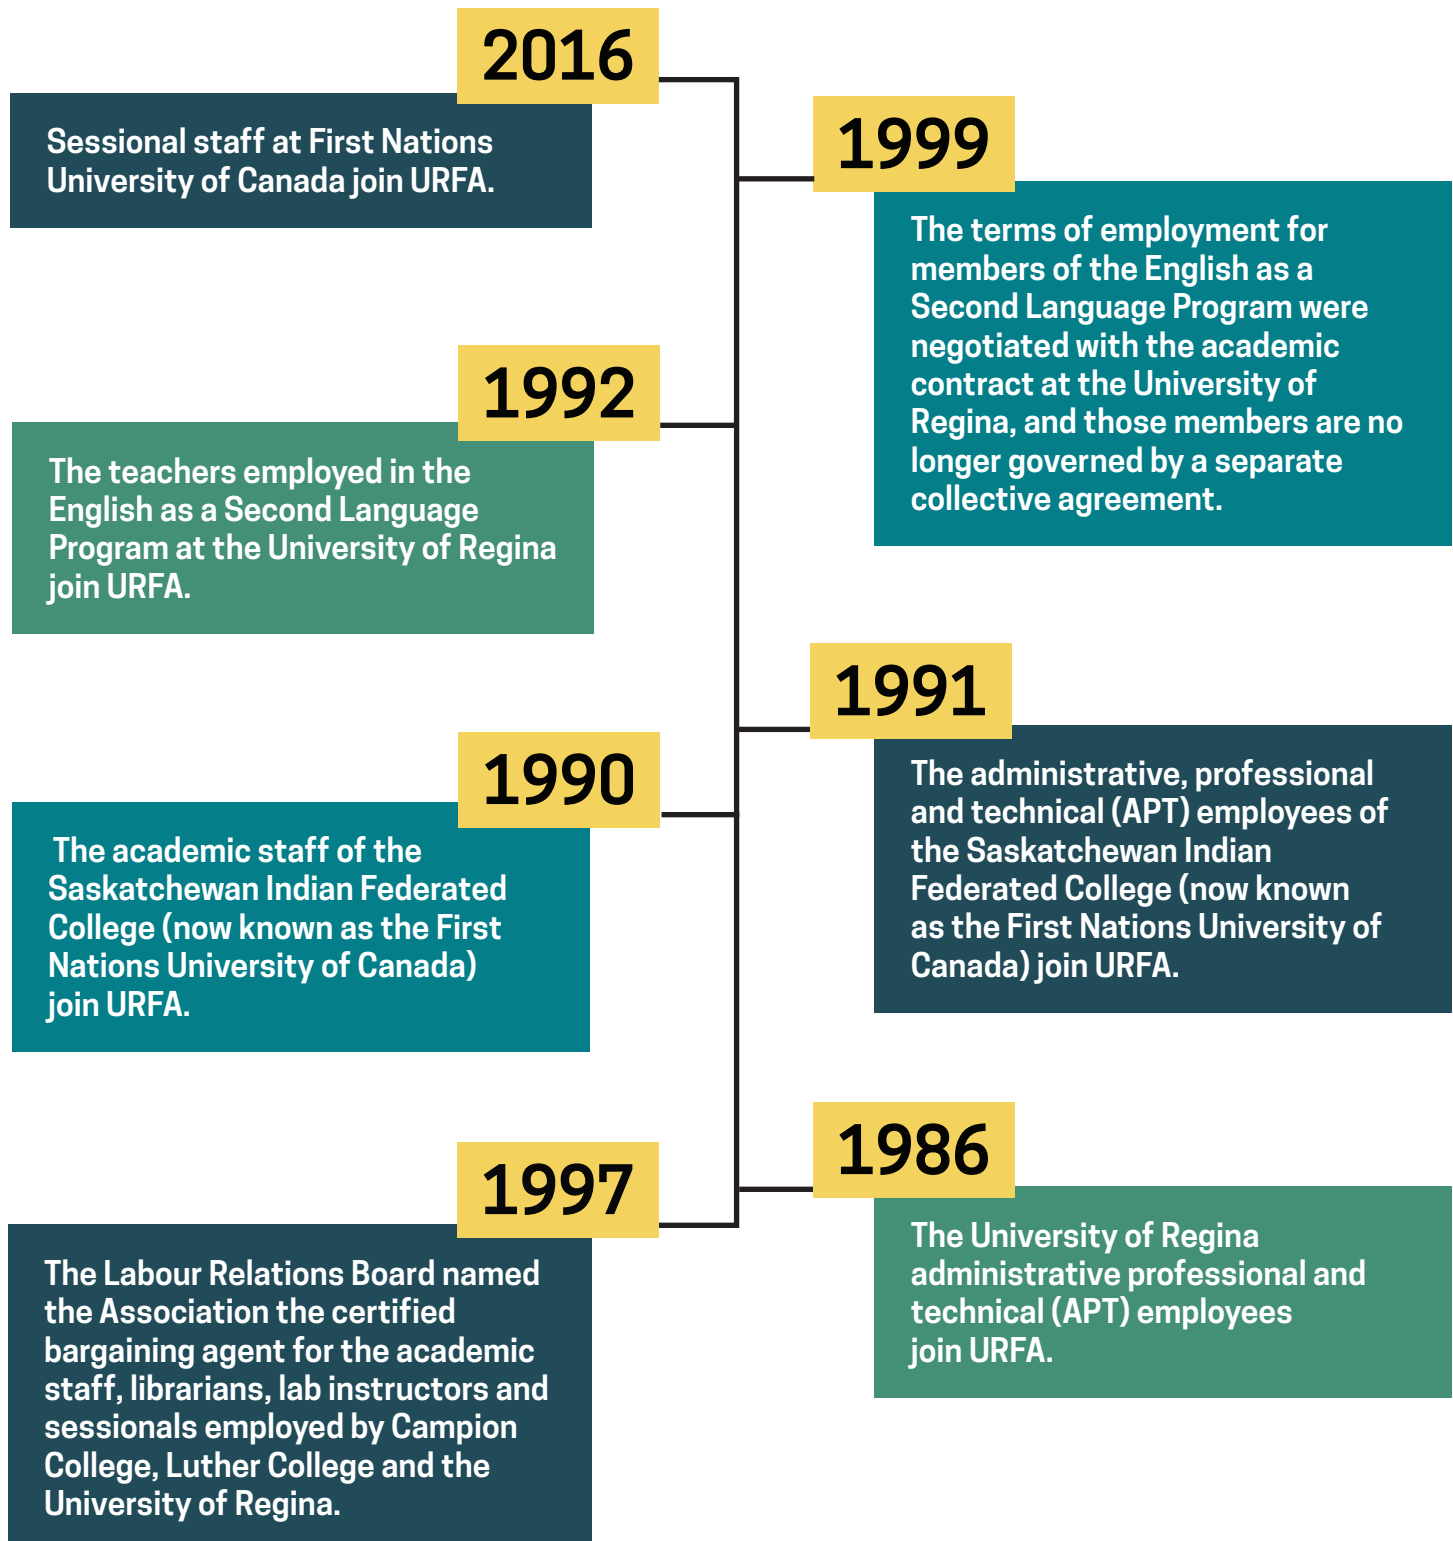 2016
Sessional staff at First Nations
University of Canada join URFA.
1999
The terms of employment for
members of the English as a
Second Language Program were
negotiated with the academic
contract at the University of
Regina, and those members are no
longer governed by a separate
collective agreement.
1992
The teachers employed in the
English as a Second Language
Program at the University of Regina
join URFA.
1991
The administrative, professional
and technical (APT) employees of
the Saskatchewan Indian
Federated College (now known
as the First Nations University of
Canada) join URFA.
1990
The academic staff of the
Saskatchewan Indian Federated
College (now known as the First
Nations University of Canada)
join URFA.
1986
The University of Regina
administrative professional and
technical (APT) employees
join URFA.
1997
The Labour Relations Board named
the Association the certified
bargaining agent for the academic
staff, librarians, lab instructors and
sessionals employed by Campion
College, Luther College and the
University of Regina.